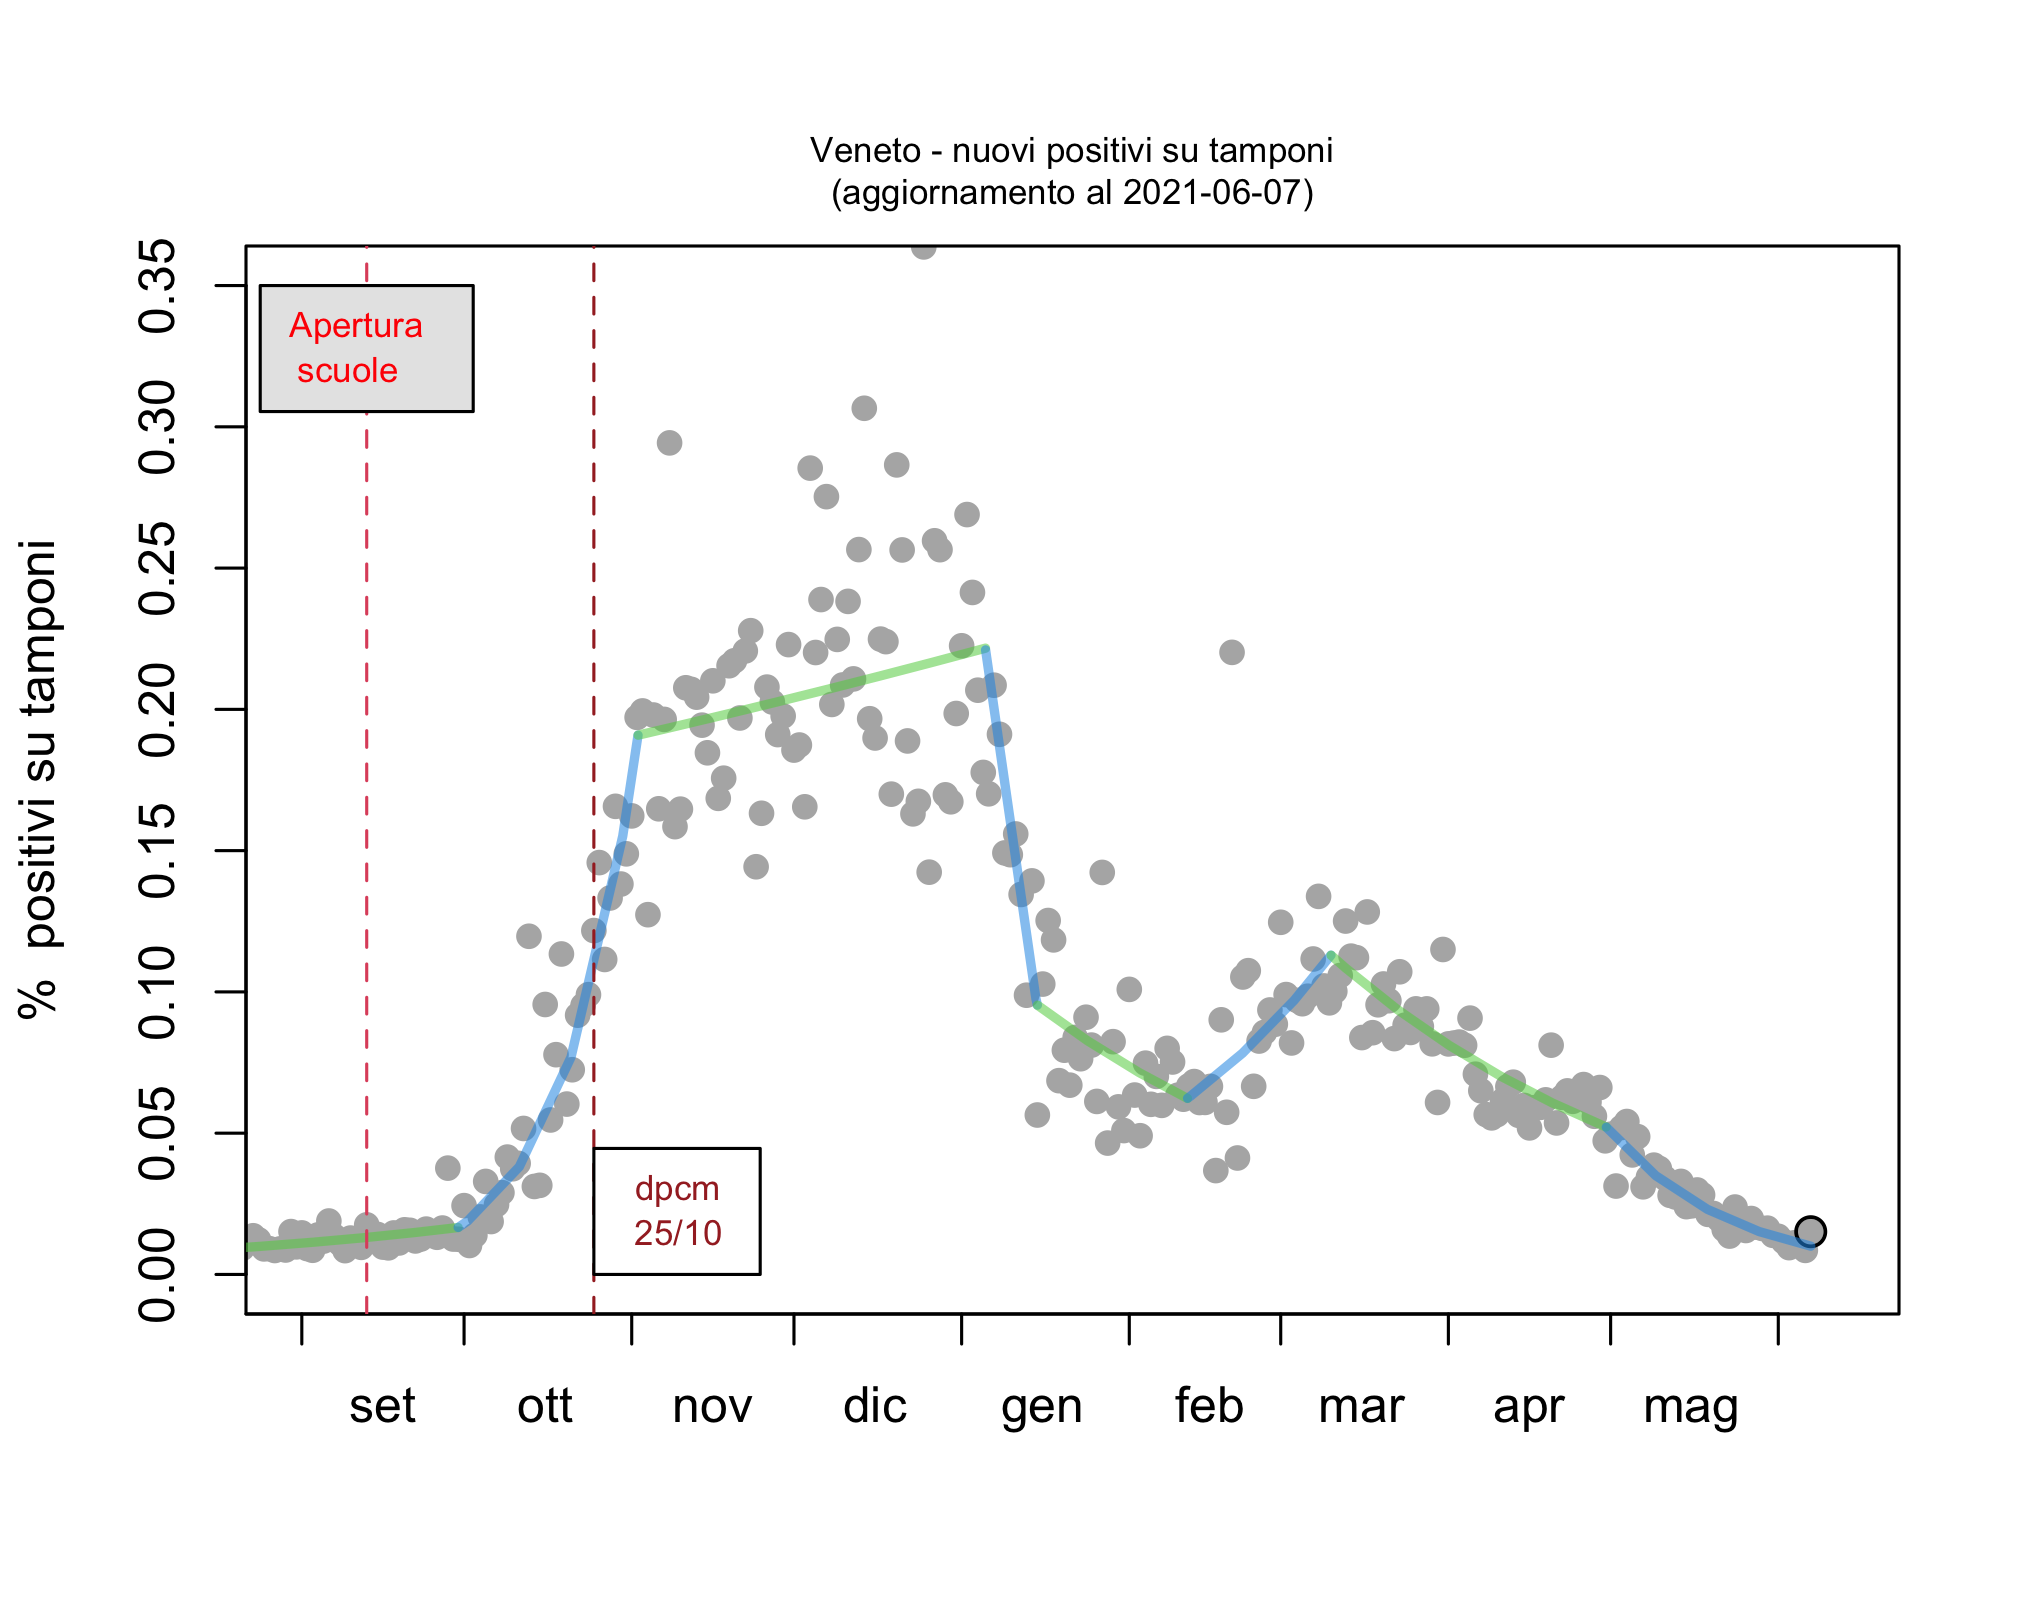 Veneto - nuovi positivi su tamponi
(aggiornamento al 2021-06-07)
% positivi su tamponi
0.35
0.30
0.25
0.20
0.15
0.10
0.05
0.00
Apertura
scuole
dpcm
25/10
set ott nov dic gen feb mar apr mag